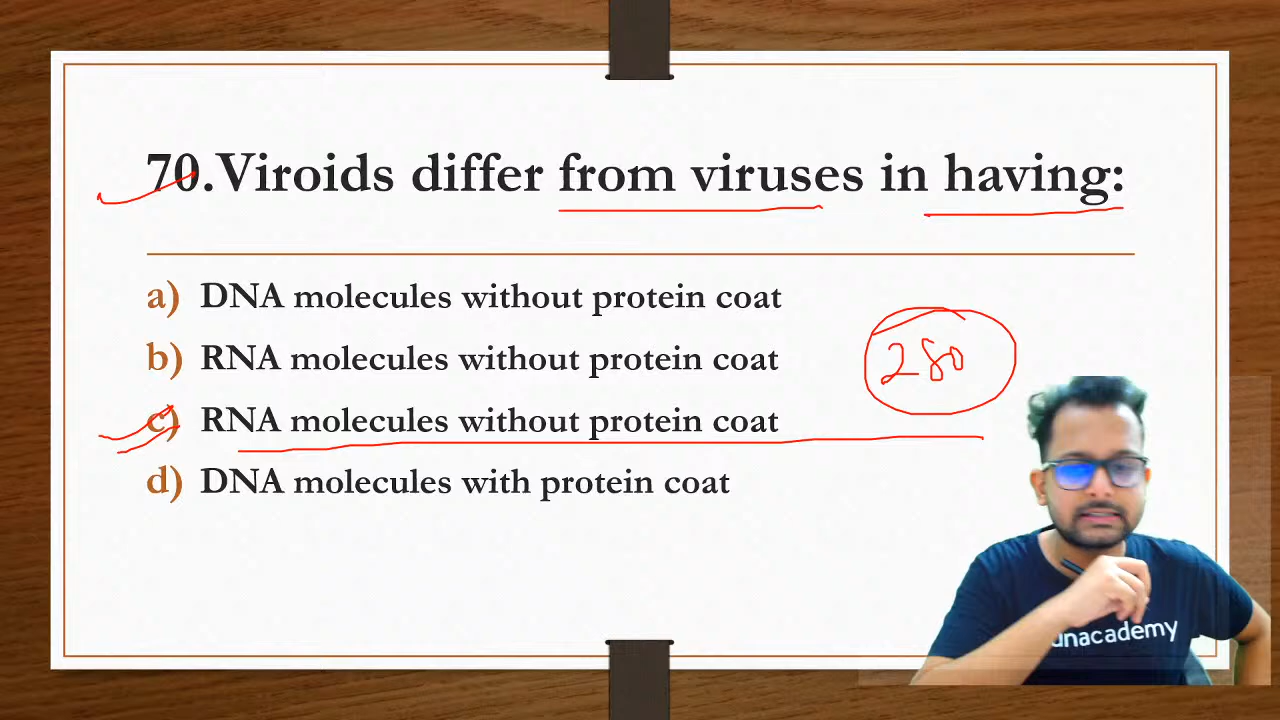 70.Viroids differ from viruses in having:
a) DNA molecules without protein coat
b) RNA molecules without protein coat
280
c) RNA molecules without protein coat
d) DNA molecules with protein coat
unacademy